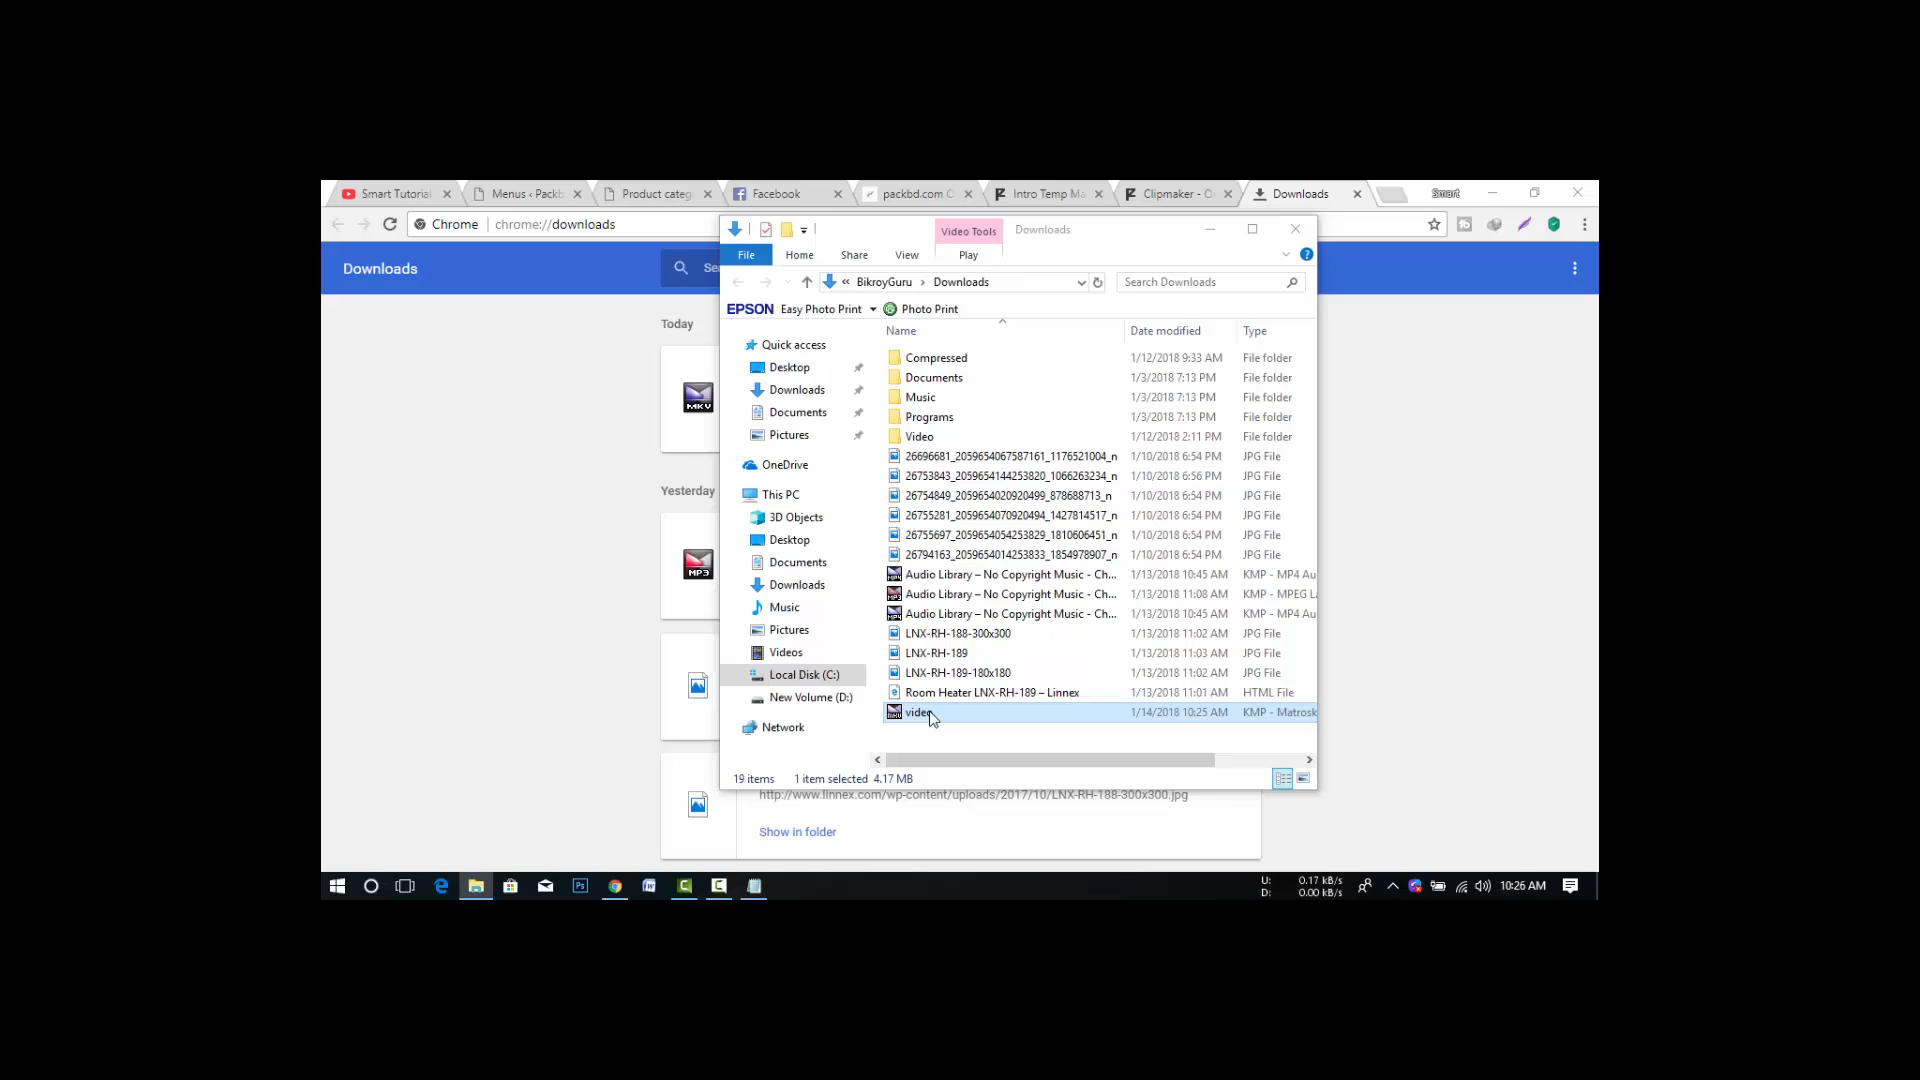 Smart Tutorial
Menus ‹ Packb
Product categ
Facebook
packbd.com
Intro Temp Ma
Clipmaker - O
Downloads
Smart
Chrome chrome://downloads
Video Tools Downloads
File Home Share View Play
Downloads
« BikroyGuru › Downloads Search Downloads
EPSON Easy Photo Print Photo Print
Today
Yesterday
MKV
MP3
Quick access
Desktop
Downloads
Documents
Pictures
OneDrive
This PC
3D Objects
Desktop
Documents
Downloads
Music
Pictures
Videos
Local Disk (C:)
New Volume (D:)
Network
Name Date modified Type
Compressed 1/12/2018 9:33 AM File folder
Documents 1/3/2018 7:13 PM File folder
Music 1/3/2018 7:13 PM File folder
Programs 1/3/2018 7:13 PM File folder
Video 1/12/2018 2:11 PM File folder
26696681_2059654067587161_1176521004_n 1/10/2018 6:54 PM JPG File
26753843_2059654144253820_1066263234_n 1/10/2018 6:56 PM JPG File
26754849_2059654020920499_878688713_n 1/10/2018 6:54 PM JPG File
26755281_2059654070920494_1427814517_n 1/10/2018 6:54 PM JPG File
26755697_2059654054253829_1810606451_n 1/10/2018 6:54 PM JPG File
26794163_2059654014253833_1854978907_n 1/10/2018 6:54 PM JPG File
Audio Library – No Copyright Music - Ch... 1/13/2018 10:45 AM KMP - MP4 Au
Audio Library – No Copyright Music - Ch... 1/13/2018 11:08 AM KMP - MPEG L
Audio Library – No Copyright Music - Ch... 1/13/2018 10:45 AM KMP - MP4 Au
LNX-RH-188-300x300 1/13/2018 11:02 AM JPG File
LNX-RH-189 1/13/2018 11:03 AM JPG File
LNX-RH-189-180x180 1/13/2018 11:02 AM JPG File
Room Heater LNX-RH-189 – Linnex 1/13/2018 11:01 AM HTML File
video 1/14/2018 10:25 AM KMP - Matrosk
19 items 1 item selected 4.17 MB
http://www.linnex.com/wp-content/uploads/2017/10/LNX-RH-188-300x300.jpg
Show in folder
U: 0.17 kB/s
D: 0.00 kB/s
10:26 AM